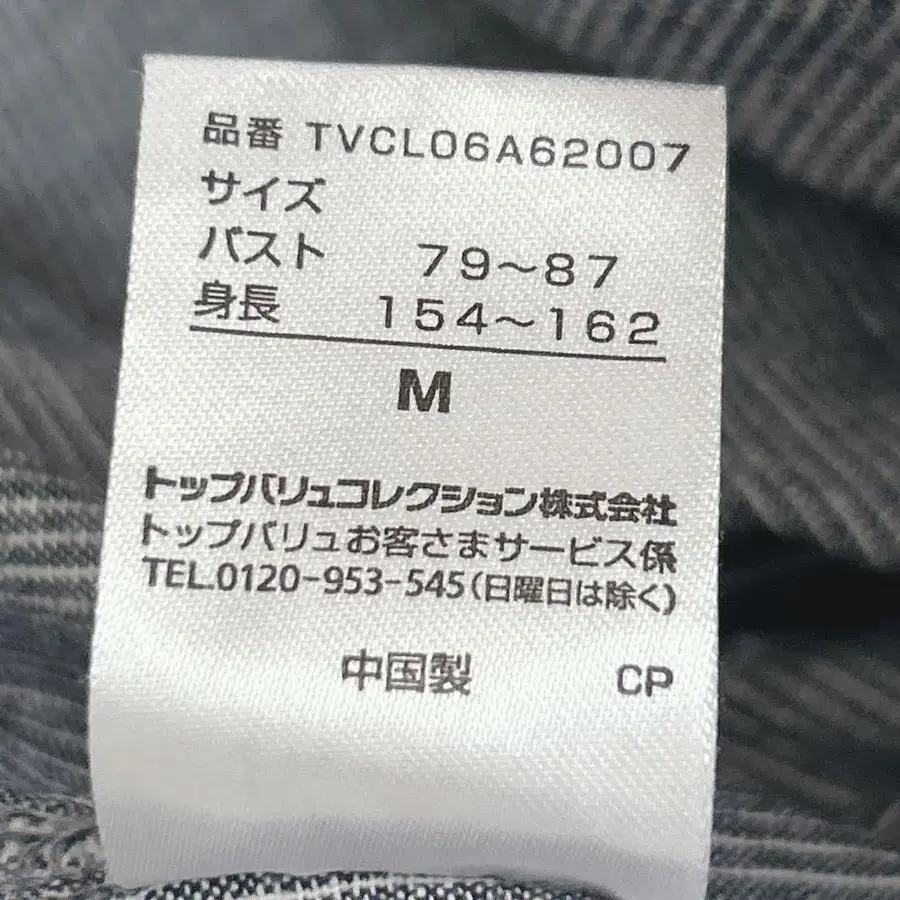 品番 TVCL06A62007
サイズ
バスト 79～87
身長 154～162
M
トップバリュコレクション株式会社
トップバリュお客さまサービス係
TEL.0120-953-545(日曜日は除く)
中国製 CP